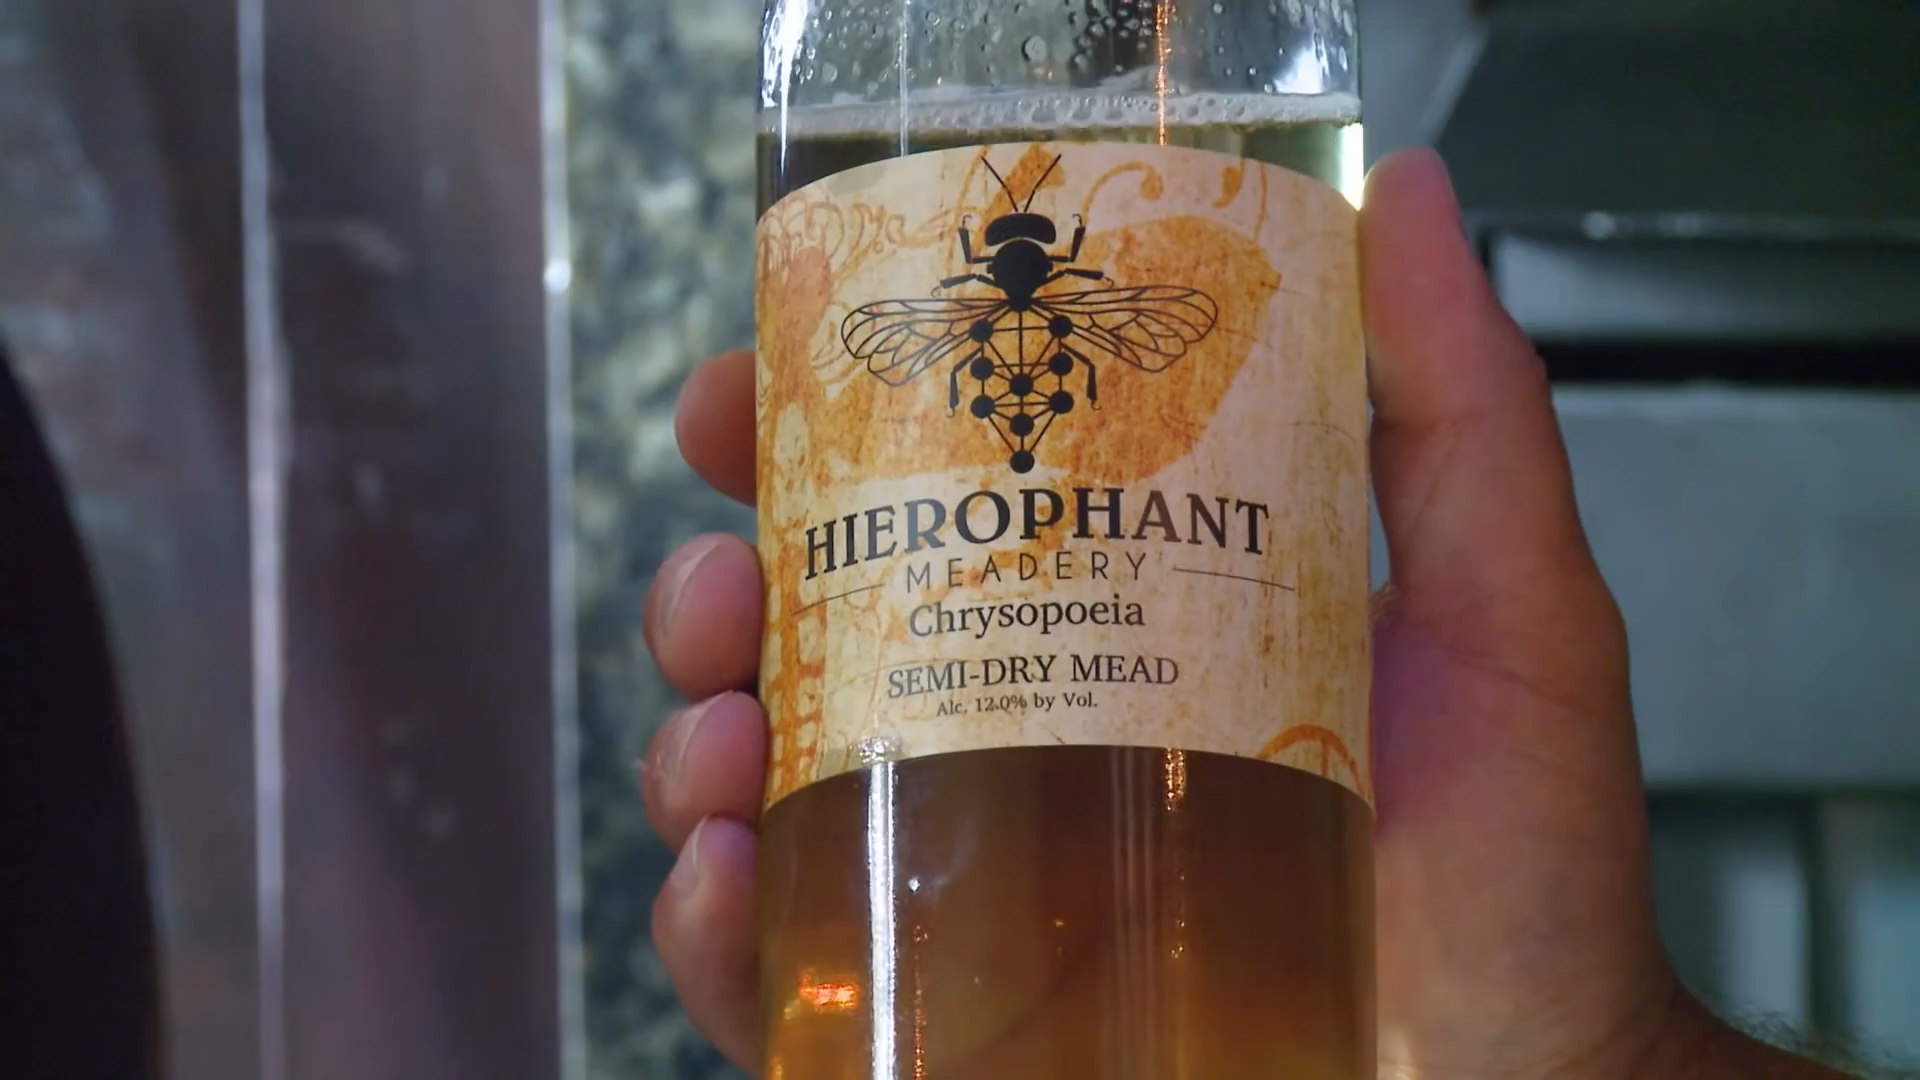 HIEROPHANT
MEADERY
Chrysopoeia
SEMI-DRY MEAD
Alc. 12.0% by Vol.